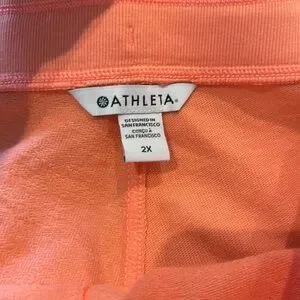 ATHLETA
DESIGNED IN
SAN FRANCISCO
CONÇU À
SAN FRANCISCO
2X